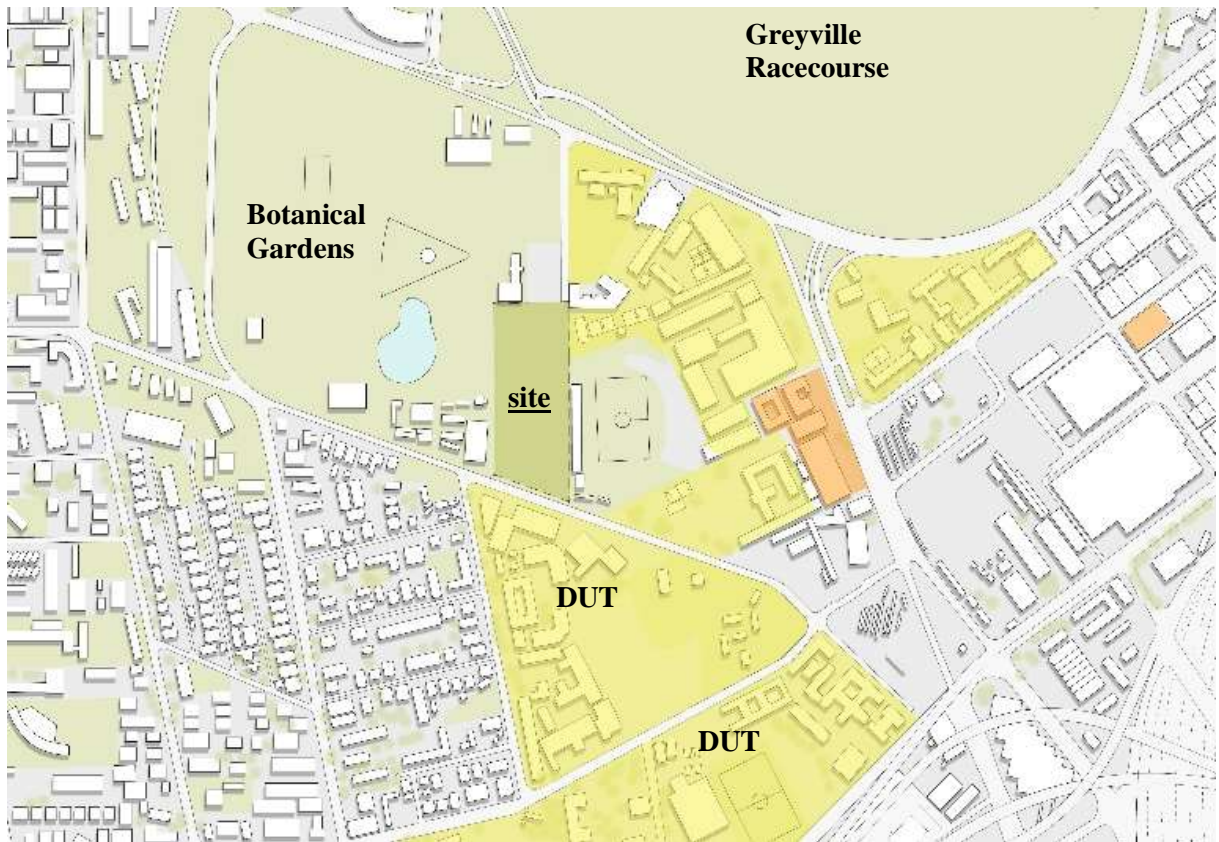 Greyville
Racecourse
Botanical
Gardens
site
DUT
DUT